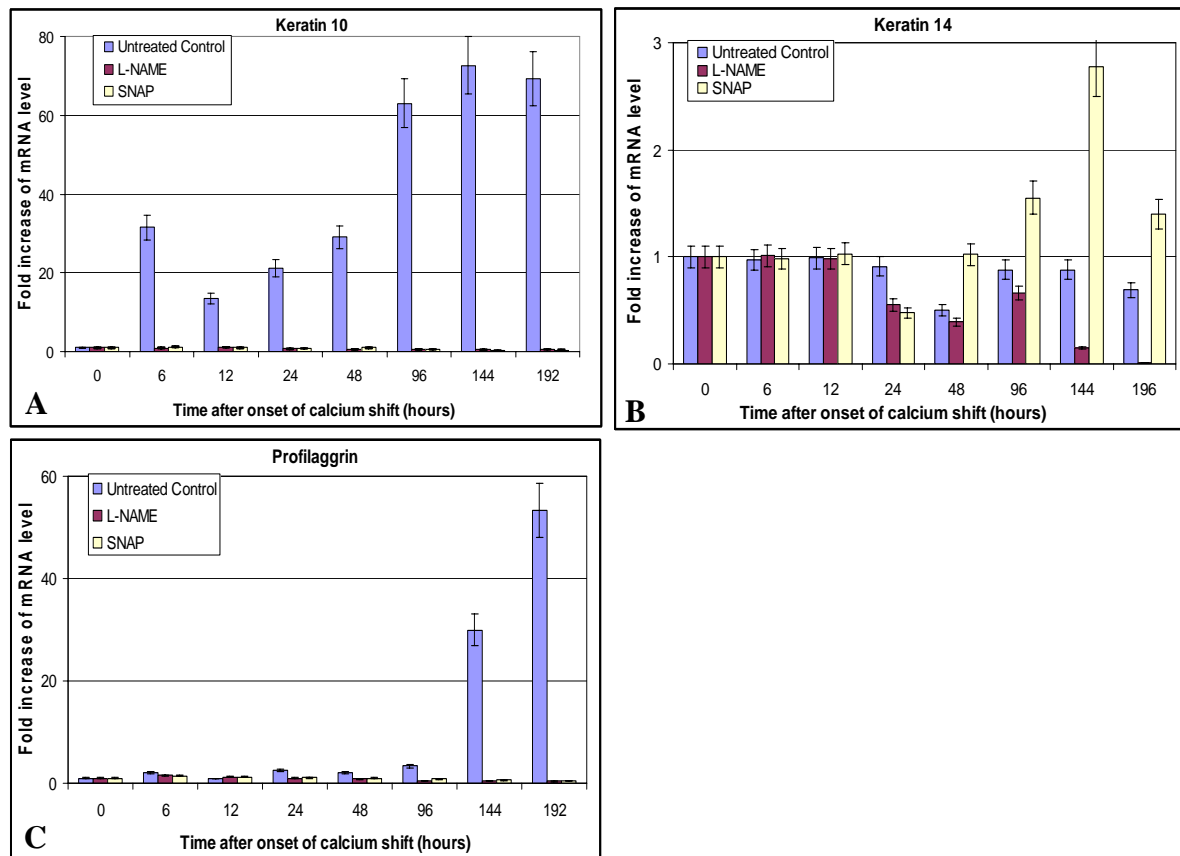 Keratin 10
Untreated Control
L-NAME
SNAP
Fold increase of mRNA level
80
60
40
20
0
0 6 12 24 48 96 144 192
Time after onset of calcium shift (hours)
A
Keratin 14
Untreated Control
L-NAME
SNAP
Fold increase of mRNA level
3
2
1
0
0 6 12 24 48 96 144 196
Time after onset of calcium shift (hours)
B
Profilaggrin
Untreated Control
L-NAME
SNAP
Fold increase of mRNA level
60
40
20
0
0 6 12 24 48 96 144 192
Time after onset of calcium shift (hours)
C